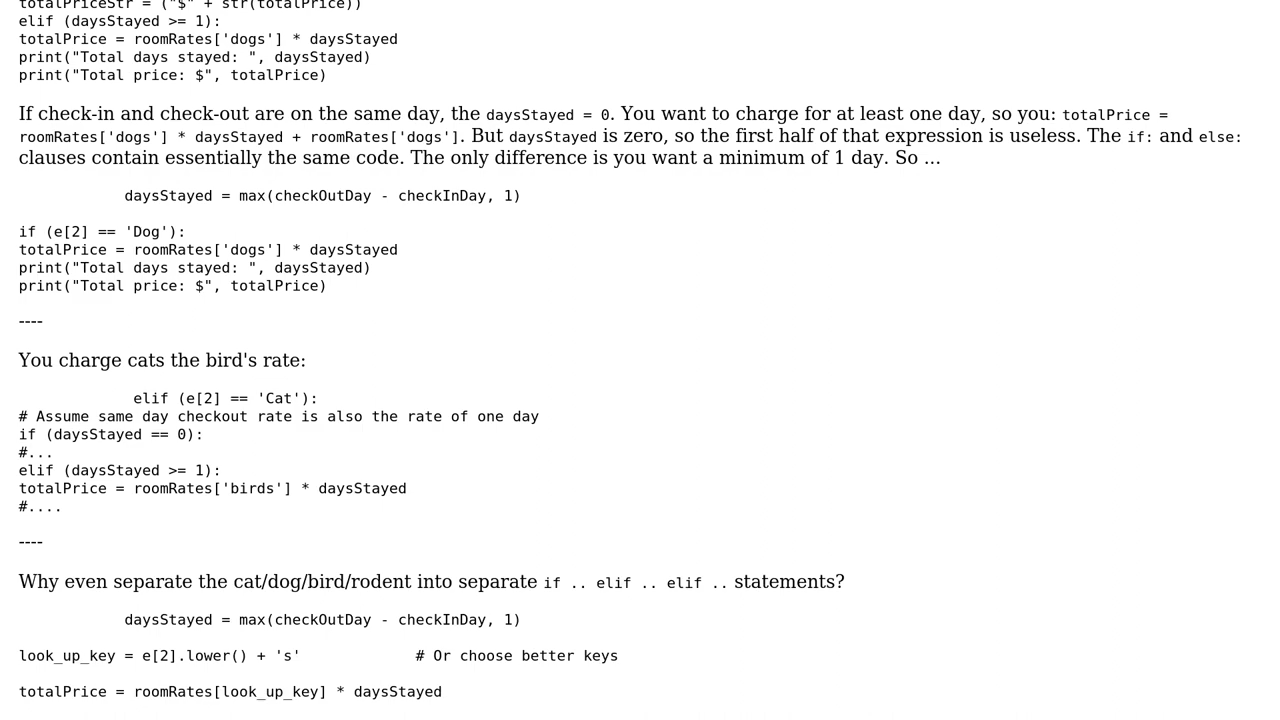 totalPriceStr = ("$" + str(totalPrice))
elif (daysStayed >= 1):
totalPrice = roomRates['dogs'] * daysStayed
print("Total days stayed: ", daysStayed)
print("Total price: $", totalPrice)
If check-in and check-out are on the same day, the daysStayed = 0. You want to charge for at least one day, so you: totalPrice =
roomRates['dogs'] * daysStayed + roomRates['dogs']. But daysStayed is zero, so the first half of that expression is useless. The if: and else:
clauses contain essentially the same code. The only difference is you want a minimum of 1 day. So ...
daysStayed = max(checkOutDay - checkInDay, 1)
if (e[2] == 'Dog'):
totalPrice = roomRates['dogs'] * daysStayed
print("Total days stayed: ", daysStayed)
print("Total price: $", totalPrice)
----
You charge cats the bird's rate:
elif (e[2] == 'Cat'):
# Assume same day checkout rate is also the rate of one day
if (daysStayed == 0):
#...
elif (daysStayed >= 1):
totalPrice = roomRates['birds'] * daysStayed
#....
----
Why even separate the cat/dog/bird/rodent into separate if .. elif .. elif .. statements?
daysStayed = max(checkOutDay - checkInDay, 1)
look_up_key = e[2].lower() + 's' # Or choose better keys
totalPrice = roomRates[look_up_key] * daysStayed